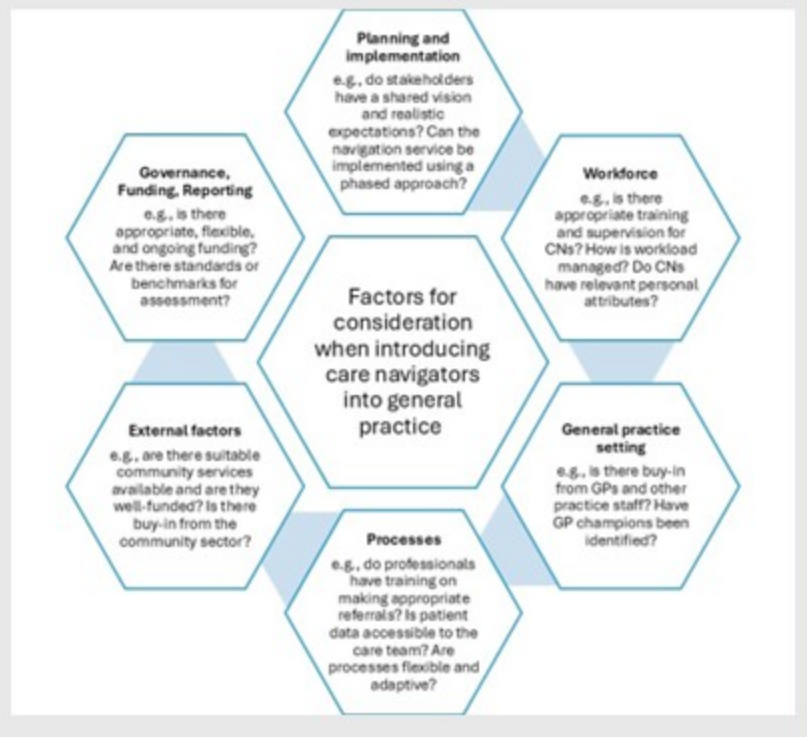 Planning and
implementation
e.g., do stakeholders
have a shared vision
and realistic
expectations? Can the
navigation service be
implemented using a
phased approach?
Workforce
e.g., is there
appropriate training
and supervision for
CNs? How is workload
managed? Do CNs
have relevant personal
attributes?
General practice
setting
e.g., is there buy-in
from GPs and other
practice staff? Have
GP champions been
identified?
Processes
e.g., do professionals
have training on
making appropriate
referrals? Is patient
data accessible to the
care team? Are
processes flexible and
adaptive?
External factors
e.g., are there suitable
community services
available and are they
well-funded? Is there
buy-in from the
community sector?
Governance,
Funding, Reporting
e.g., is there
appropriate, flexible,
and ongoing funding?
Are there standards or
benchmarks for
assessment?
Factors for
consideration
when introducing
care navigators
into general
practice